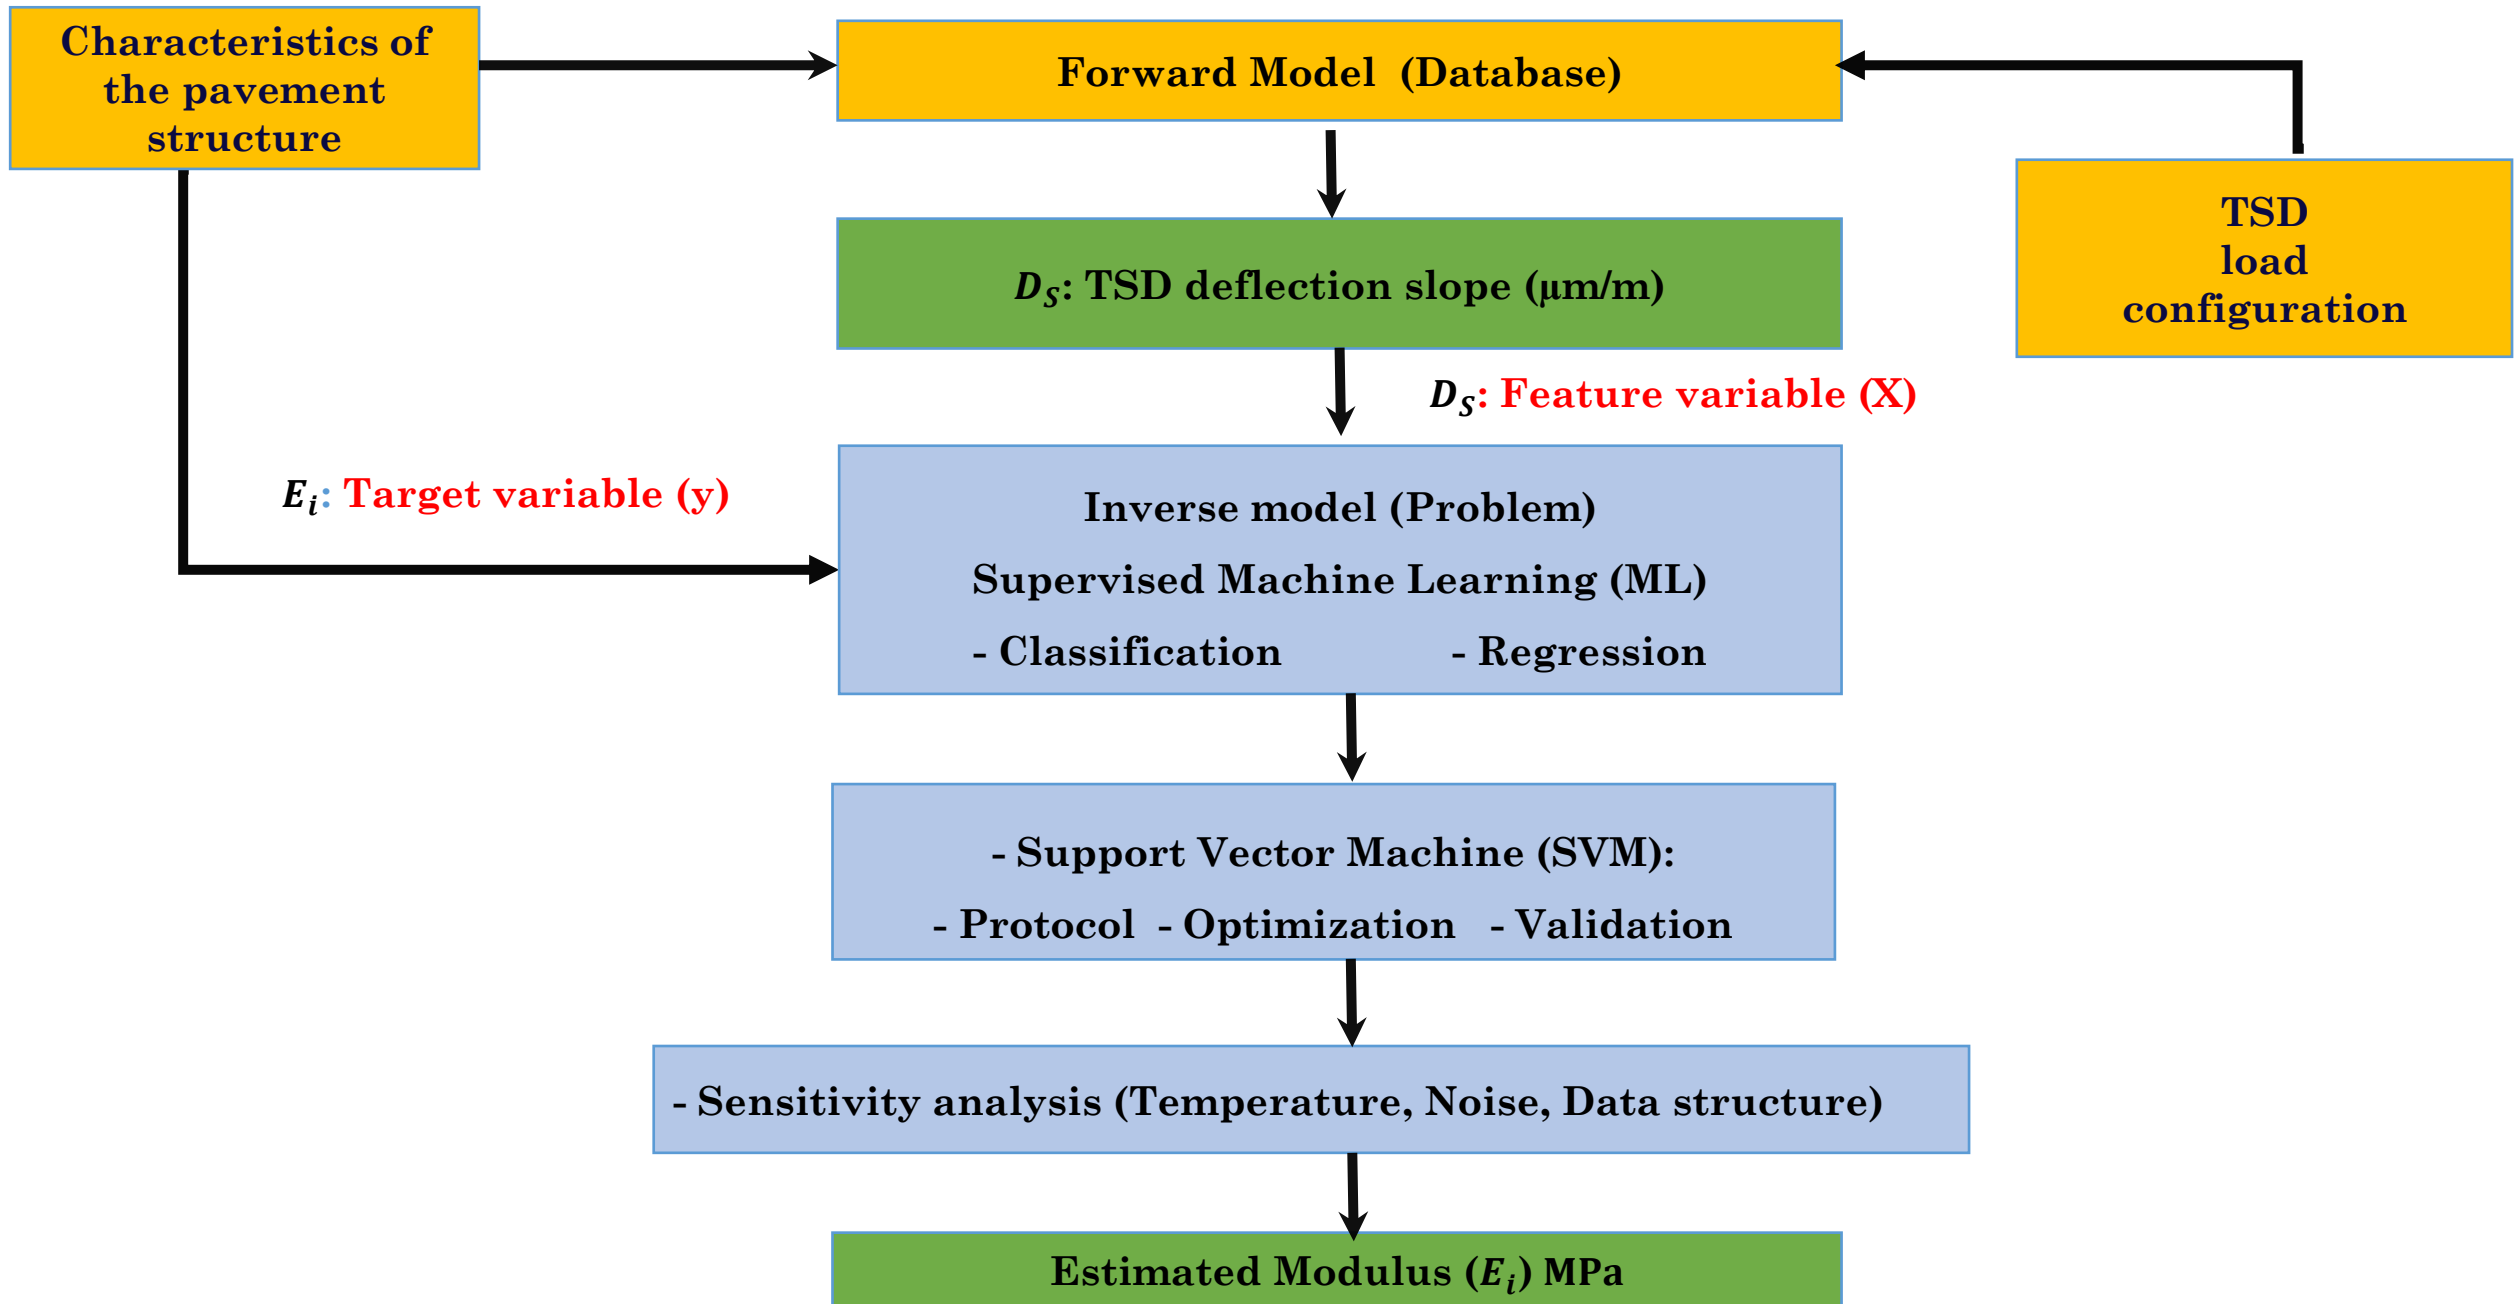 Characteristics of
the pavement
structure
Forward Model (Database)
TSD
load
configuration
D_S: TSD deflection slope (μm/m)
D_S: Feature variable (X)
E_i: Target variable (y)
Inverse model (Problem)
Supervised Machine Learning (ML)
- Classification - Regression
- Support Vector Machine (SVM):
- Protocol - Optimization - Validation
- Sensitivity analysis (Temperature, Noise, Data structure)
Estimated Modulus (E_i) MPa